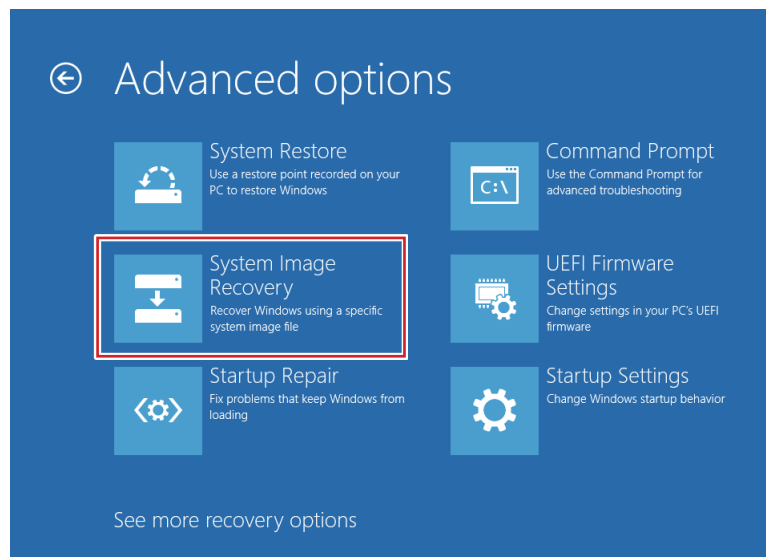 Advanced options
System Restore
Use a restore point recorded on your
PC to restore Windows
System Image
Recovery
Recover Windows using a specific
system image file
Startup Repair
Fix problems that keep Windows from
loading
Command Prompt
C:\
Use the Command Prompt for
advanced troubleshooting
UEFI Firmware
Settings
Change settings in your PC's UEFI
firmware
Startup Settings
Change Windows startup behavior
See more recovery options